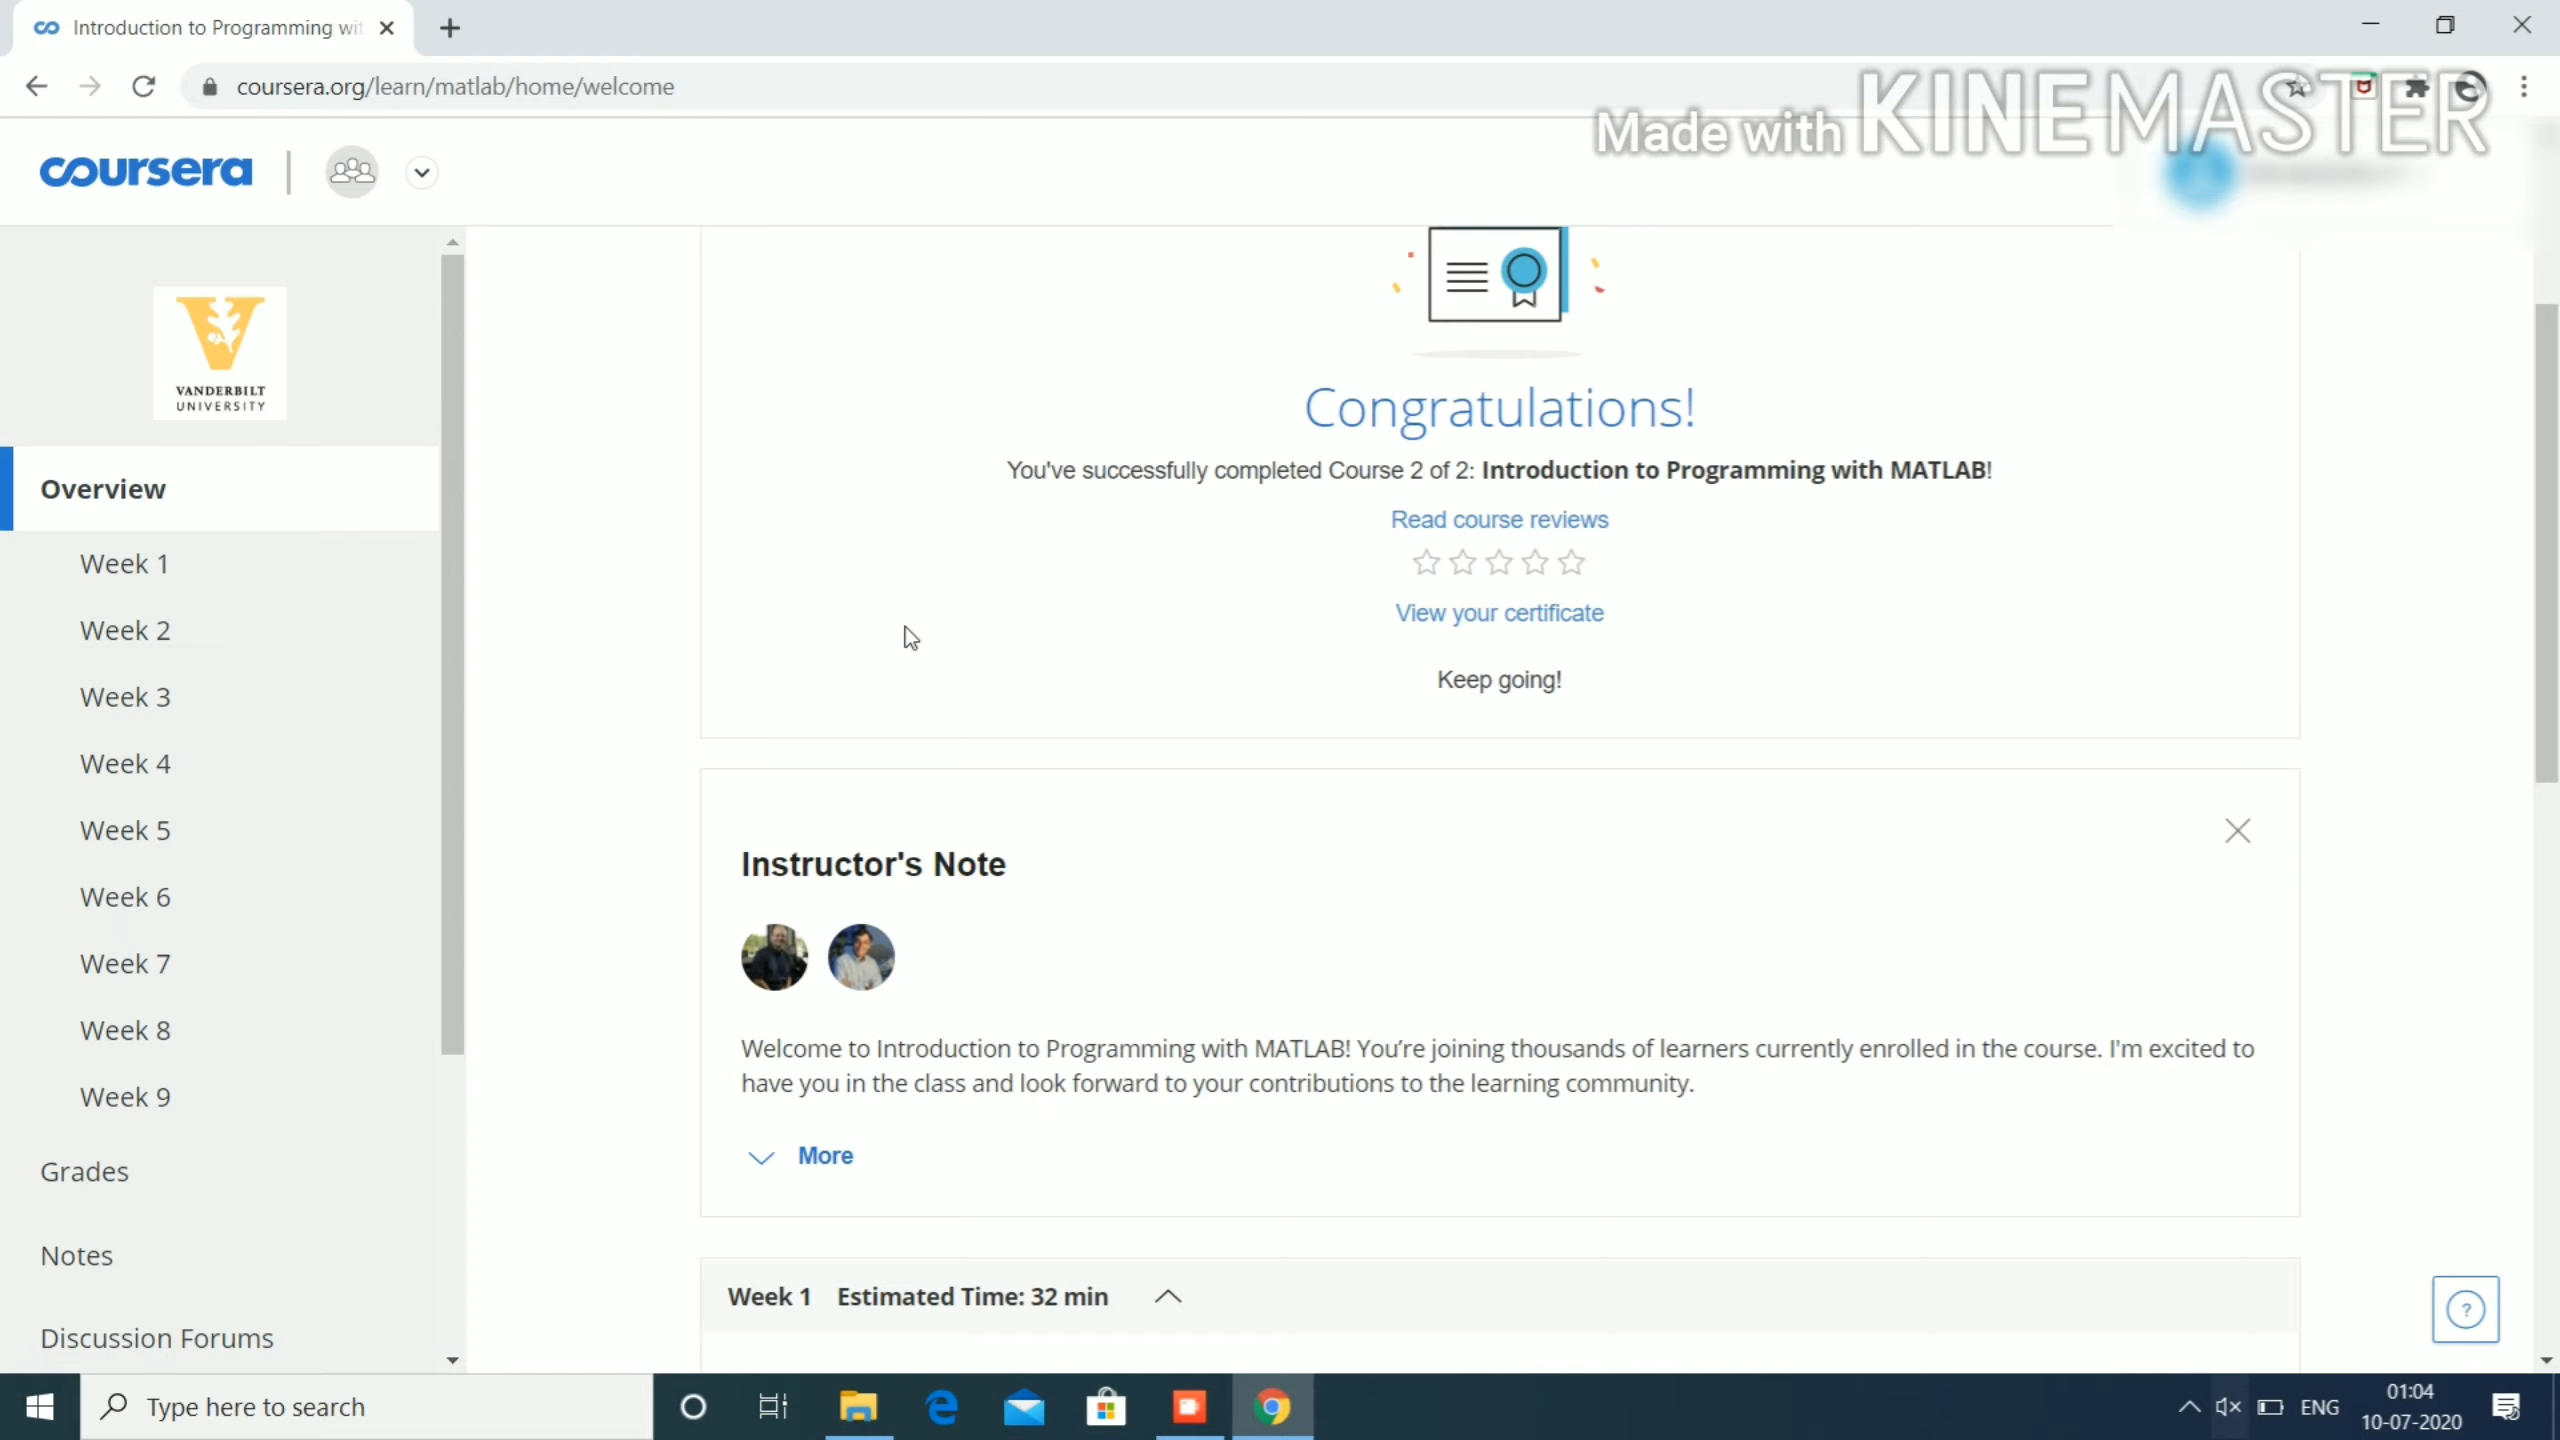 Introduction to Programming wit
coursera.org/learn/matlab/home/welcome
Made with KINEMASTER
coursera
VANDERBILT
UNIVERSITY
Overview
Week 1
Week 2
Week 3
Week 4
Week 5
Week 6
Week 7
Week 8
Week 9
Grades
Notes
Discussion Forums
Congratulations!
You've successfully completed Course 2 of 2: Introduction to Programming with MATLAB!
Read course reviews
View your certificate
Keep going!
Instructor's Note
Welcome to Introduction to Programming with MATLAB! You're joining thousands of learners currently enrolled in the course. I'm excited to
have you in the class and look forward to your contributions to the learning community.
More
Week 1 Estimated Time: 32 min
?
Type here to search
ENG
01:04
10-07-2020